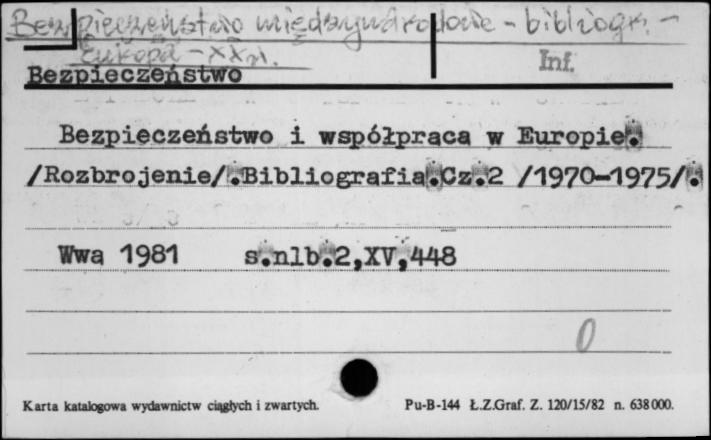 Bezpieczeństwo międzynarodowe - bibliogr. -
Europa - XX w.
Inf.
Bezpieczeństwo
Bezpieczeństwo i współpraca w Europie.
/Rozbrojenie/.Bibliografia.Cz.2 /1970-1975/.
Wwa 1981 s.nlb.2,XV,448
0
Karta katalogowa wydawnictw ciągłych i zwartych.
Pu-B-144 Ł.Z.Graf. Z. 120/15/82 n. 638000.